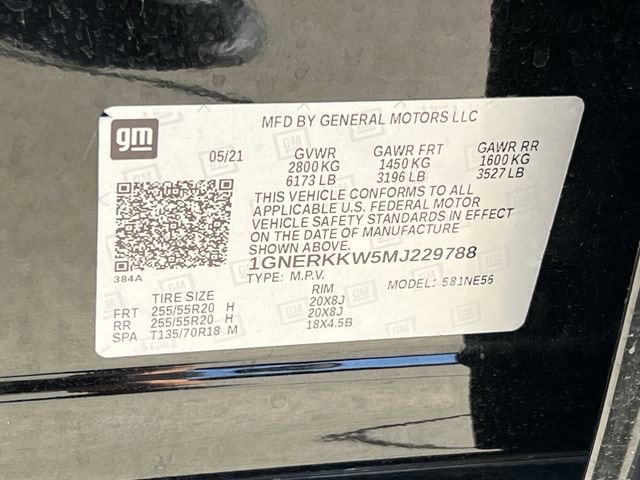 gm
MFD BY GENERAL MOTORS LLC
05/21 GVWR GAWR FRT GAWR RR
2800 KG 1450 KG 1600 KG
6173 LB 3196 LB 3527 LB
THIS VEHICLE CONFORMS TO ALL
APPLICABLE U.S. FEDERAL MOTOR
VEHICLE SAFETY STANDARDS IN EFFECT
ON THE DATE OF MANUFACTURE
SHOWN ABOVE.
1GNERKKW5MJ229788
384A
TYPE: M.P.V. MODEL: 581NE56
TIRE SIZE RIM
FRT 255/55R20 H 20X8J
RR 255/55R20 H 20X8J
SPA T135/70R18 M 18X4.5B